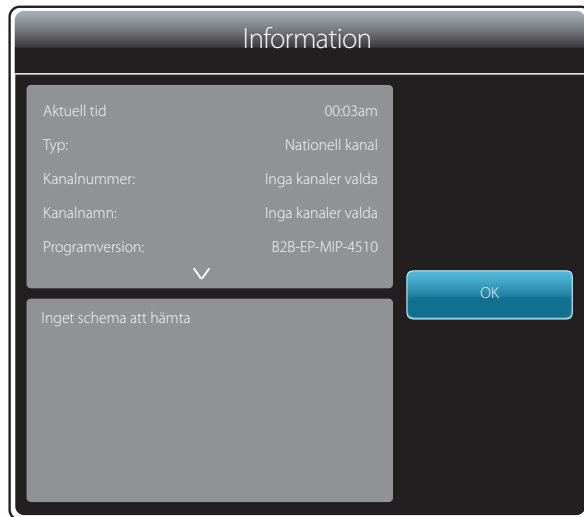 Information
Aktuell tid 00:03am
Typ: Nationell kanal
Kanalnummer: Inga kanaler valda
Kanalnamn: Inga kanaler valda
Programversion: B2B-EP-MIP-4510
OK
Inget schema att hämta